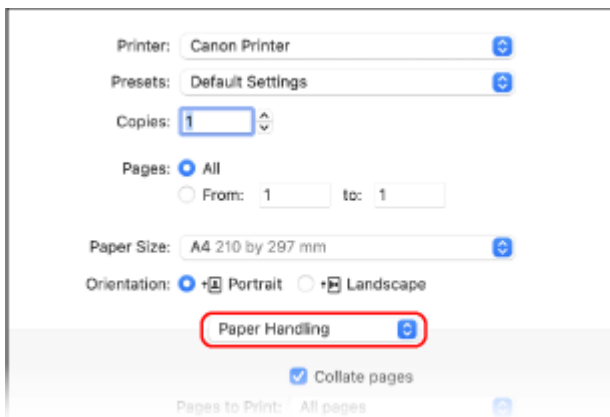 Printer: Canon Printer
Presets: Default Settings
Copies: 1
Pages: All
From: 1 to: 1
Paper Size: A4 210 by 297 mm
Orientation: Portrait Landscape
Paper Handling
Collate pages
Pages to Print: All pages